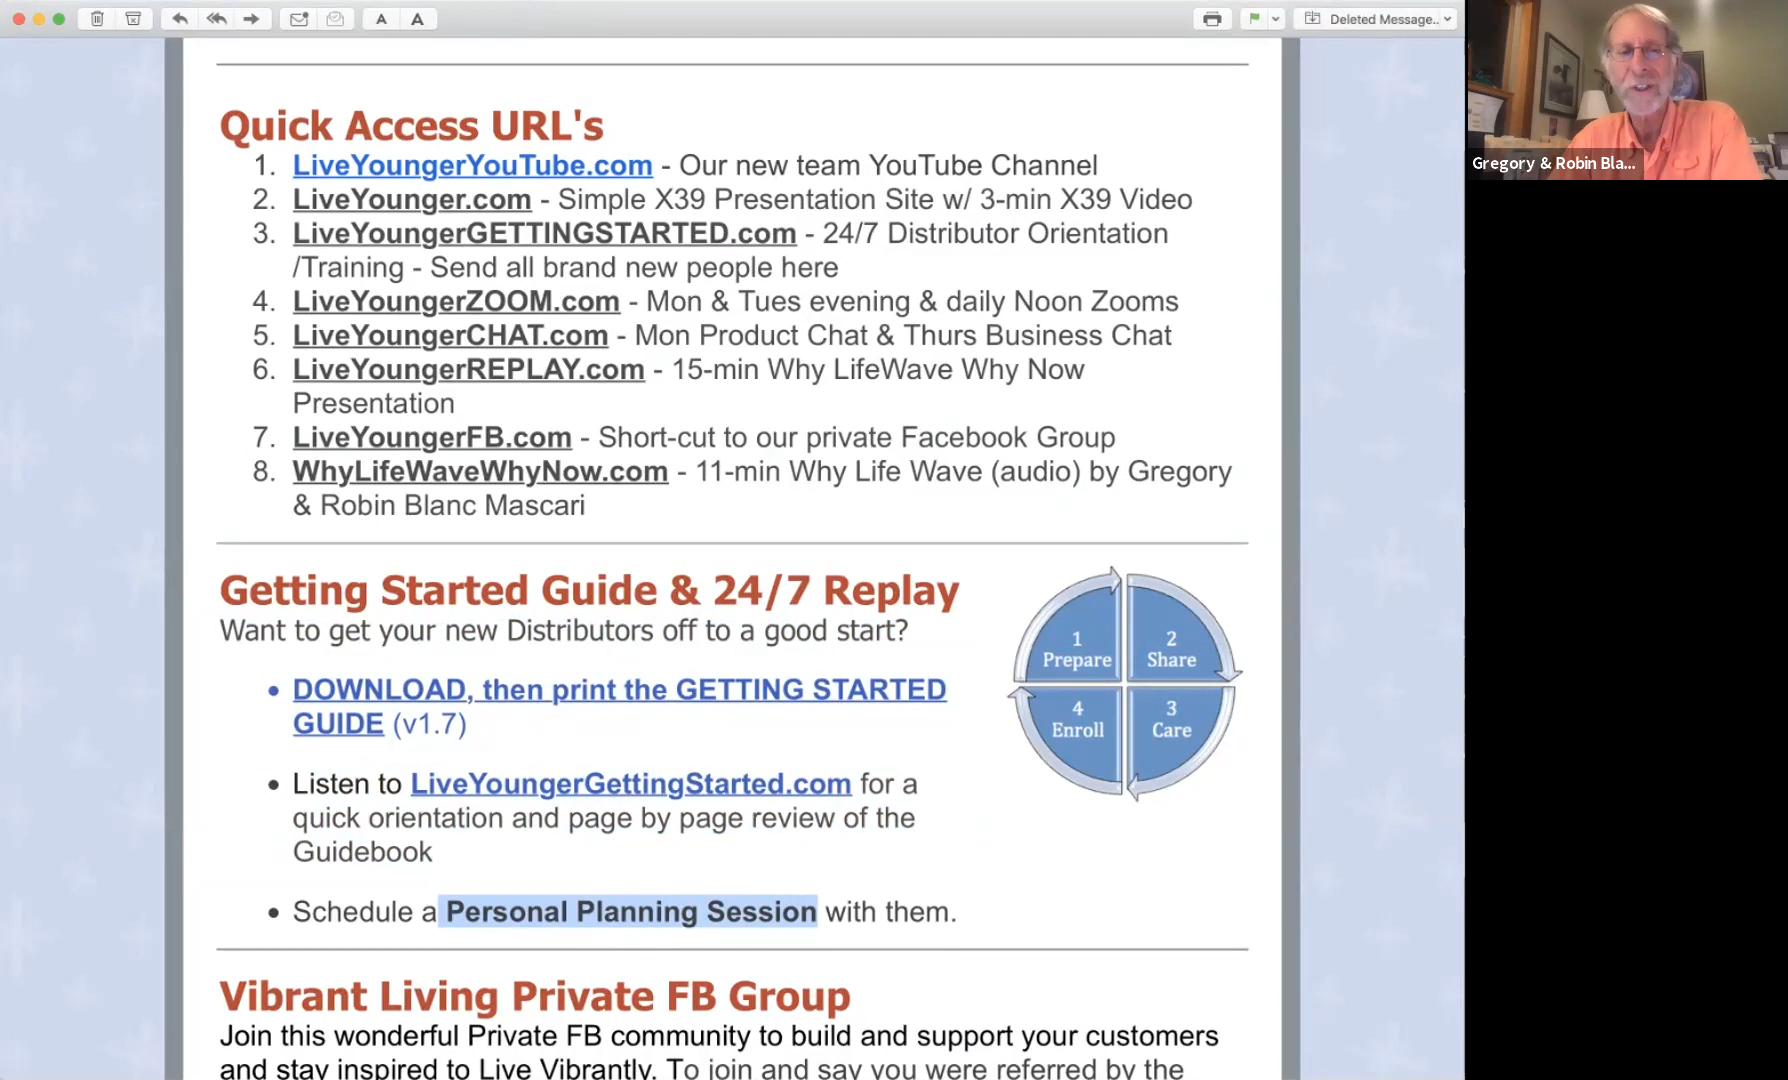 A A
Deleted Message..
Gregory & Robin Bla...
Quick Access URL's
1. LiveYoungerYouTube.com - Our new team YouTube Channel
2. LiveYounger.com - Simple X39 Presentation Site w/ 3-min X39 Video
3. LiveYoungerGETTINGSTARTED.com - 24/7 Distributor Orientation
/Training - Send all brand new people here
4. LiveYoungerZOOM.com - Mon & Tues evening & daily Noon Zooms
5. LiveYoungerCHAT.com - Mon Product Chat & Thurs Business Chat
6. LiveYoungerREPLAY.com - 15-min Why LifeWave Why Now
Presentation
7. LiveYoungerFB.com - Short-cut to our private Facebook Group
8. WhyLifeWaveWhyNow.com - 11-min Why Life Wave (audio) by Gregory
& Robin Blanc Mascari
Getting Started Guide & 24/7 Replay
Want to get your new Distributors off to a good start?
• DOWNLOAD, then print the GETTING STARTED
GUIDE (v1.7)
• Listen to LiveYoungerGettingStarted.com for a
quick orientation and page by page review of the
Guidebook
• Schedule a Personal Planning Session with them.
1
Prepare
2
Share
3
Care
4
Enroll
Vibrant Living Private FB Group
Join this wonderful Private FB community to build and support your customers
and stay inspired to Live Vibrantly. To join and say you were referred by the